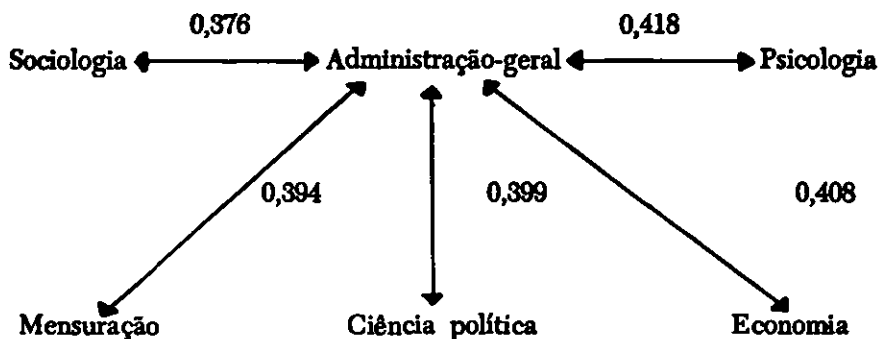 0,376 0,418
Sociologia Administração-geral Psicologia
0,394 0,399 0,408
Mensuração Ciência política Economia